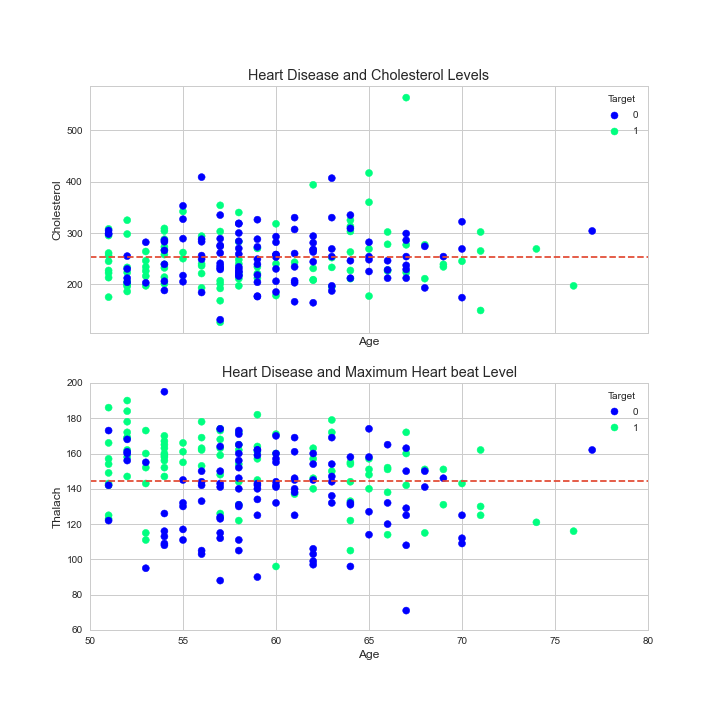 Heart Disease and Cholesterol Levels
Target
0
1
500
400
300
200
Cholesterol
Age
Heart Disease and Maximum Heart beat Level
Target
0
1
200
180
160
140
120
100
80
60
Thalach
50 55 60 65 70 75 80
Age